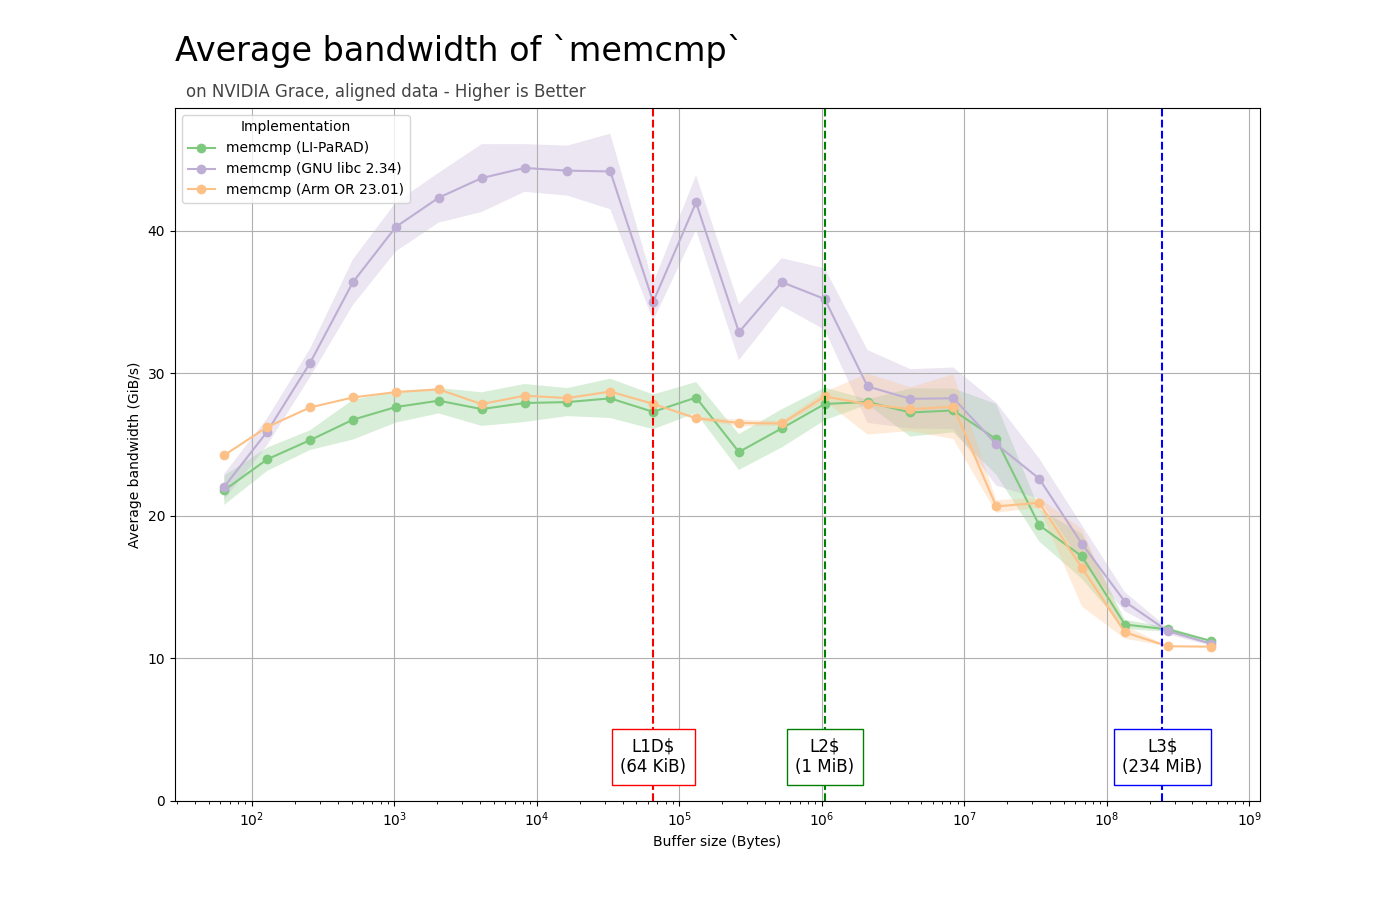 Average bandwidth of `memcmp`
on NVIDIA Grace, aligned data - Higher is Better
Implementation
memcmp (LI-PaRAD)
memcmp (GNU libc 2.34)
memcmp (Arm OR 23.01)
Average bandwidth (GiB/s)
40
30
20
10
0
L1D$
(64 KiB)
L2$
(1 MiB)
L3$
(234 MiB)
10² 10³ 10⁴ 10⁵ 10⁶ 10⁷ 10⁸ 10⁹
Buffer size (Bytes)